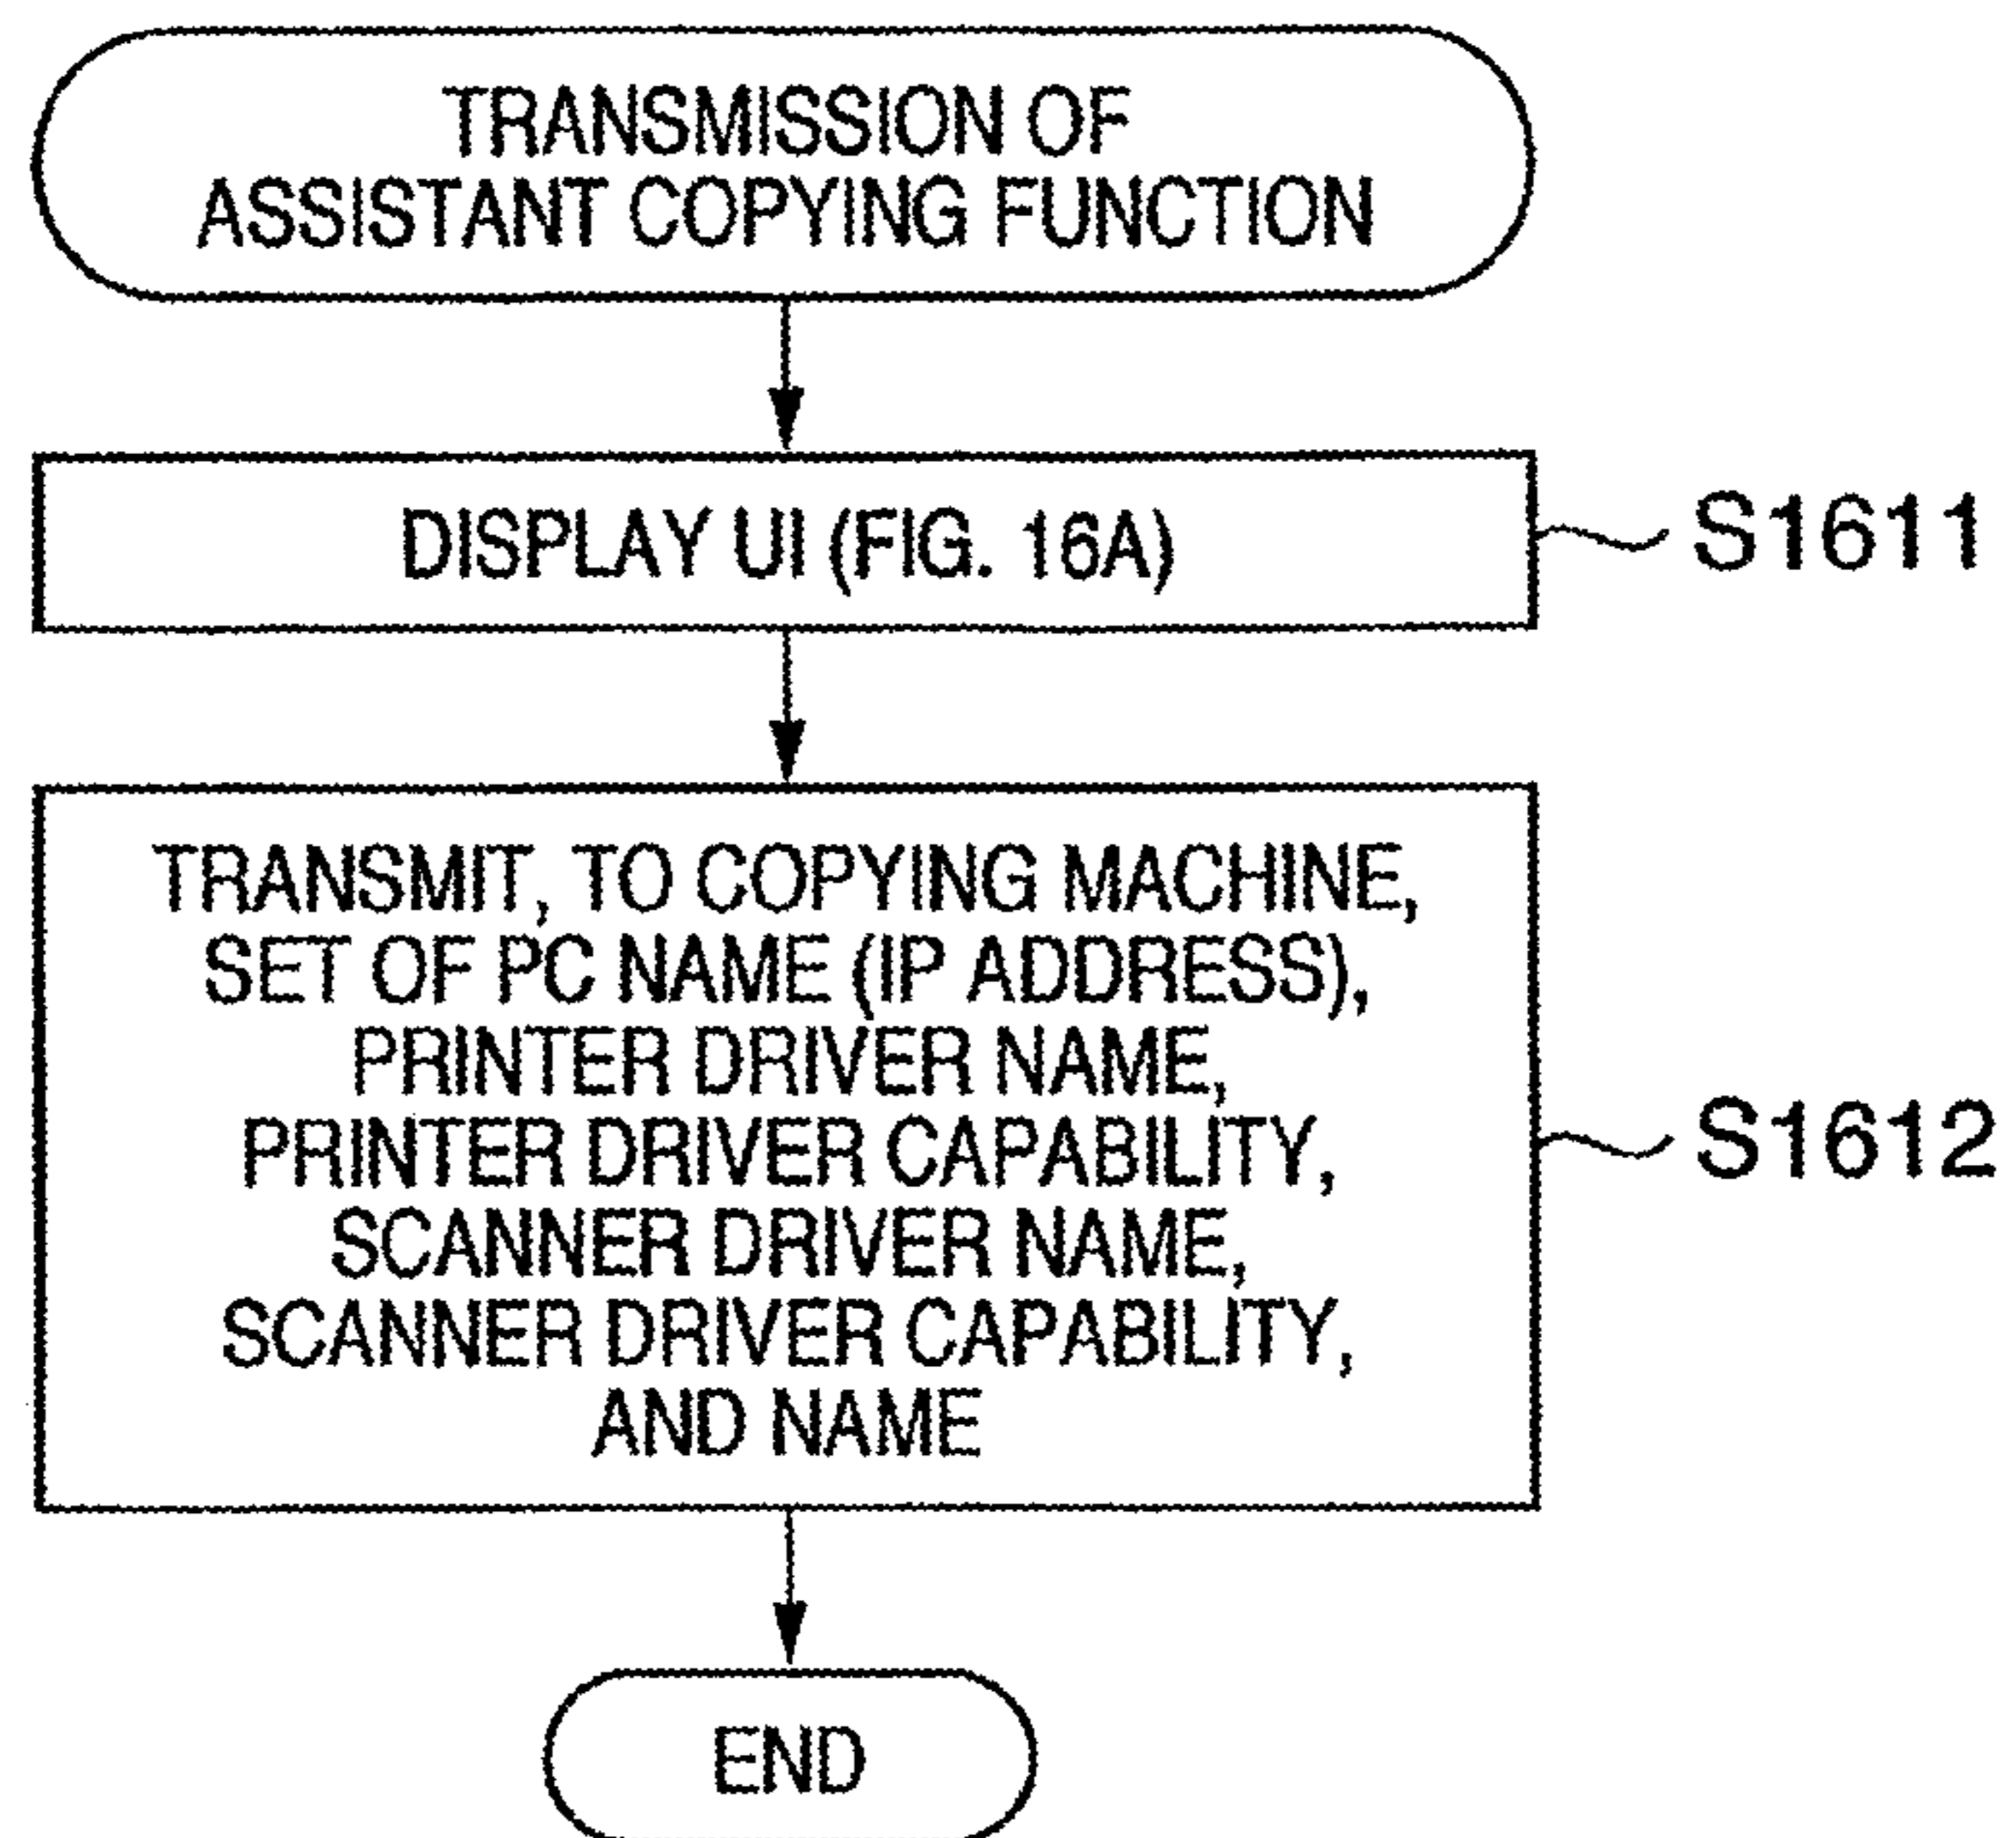 TRANSMISSION OF
ASSISTANT COPYING FUNCTION
DISPLAY UI (FIG. 16A)
S1611
TRANSMIT, TO COPYING MACHINE,
SET OF PC NAME (IP ADDRESS),
PRINTER DRIVER NAME,
PRINTER DRIVER CAPABILITY,
SCANNER DRIVER NAME,
SCANNER DRIVER CAPABILITY,
AND NAME
S1612
END